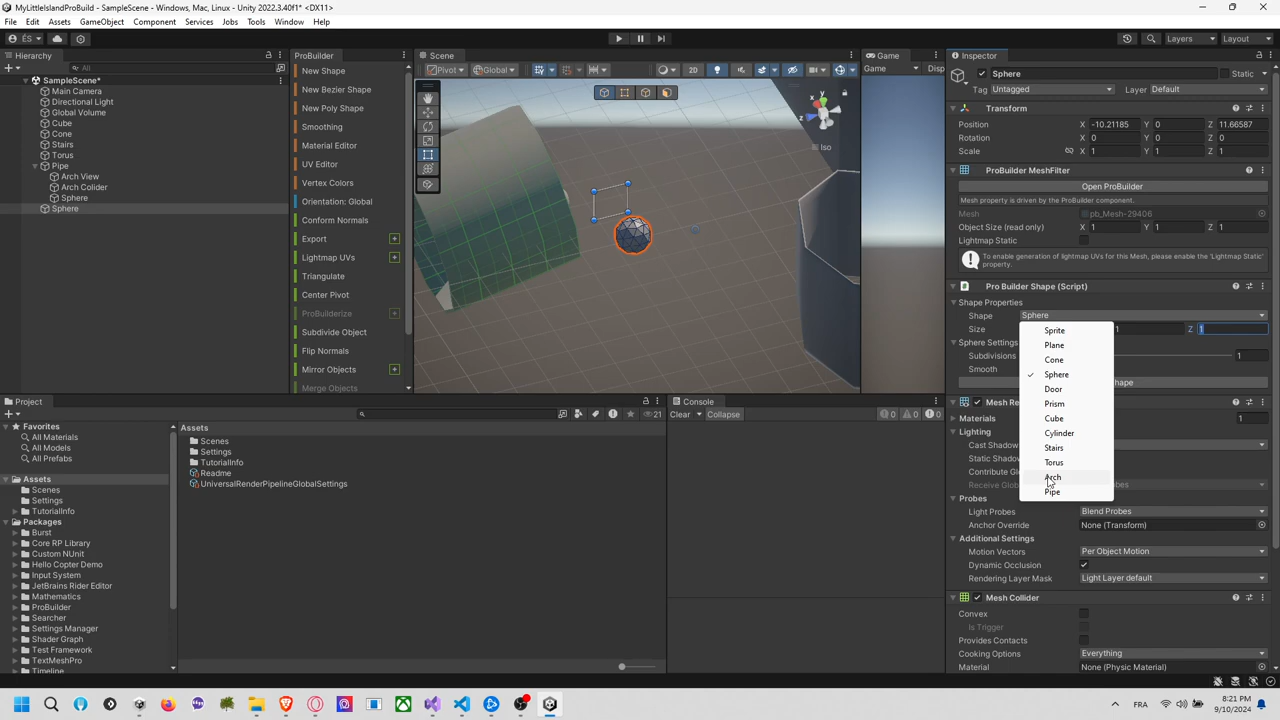 MyLittleIslandProBuild - SampleScene - Windows, Mac, Linux - Unity 2022.3.40f1* <DX11>
File Edit Assets GameObject Component Services Jobs Tools Window Help
ÉS
Layers Layout
Hierarchy
All
SampleScene*
Main Camera
Directional Light
Global Volume
Cube
Cone
Stairs
Torus
Pipe
Arch View
Arch Collider
Sphere
Sphere
ProBuilder
New Shape
New Bezier Shape
New Poly Shape
Smoothing
Material Editor
UV Editor
Vertex Colors
Orientation: Global
Conform Normals
Export
Lightmap UVs
Triangulate
Center Pivot
ProBuilderize
Subdivide Object
Flip Normals
Mirror Objects
Merge Objects
Scene
Pivot Global 2D
y
x
z
Iso
Game
Game Disp
Inspector
Sphere Static
Tag Untagged Layer Default
Transform
Position X -10.21185 Y 0 Z 11.66587
Rotation X 0 Y 0 Z 0
Scale X 1 Y 1 Z 1
ProBuilder MeshFilter
Open ProBuilder
Mesh property is driven by the ProBuilder component.
Mesh pb_Mesh-29406
Object Size (read only) X 1 Y 1 Z 1
Lightmap Static
To enable generation of lightmap UVs for this Mesh, please enable the 'Lightmap Static' property.
Pro Builder Shape (Script)
Shape Properties
Shape Sphere
Size 1 Z 1
Sphere Settings
Subdivisions 1
Smooth
Sprite
Plane
Cone
Sphere
Door
Prism
Cube
Cylinder
Stairs
Torus
Arch
Pipe
hape
Mesh Re
Materials 1
Lighting
Cast Shadow
Static Shadow
Contribute Gl
Receive Global obes
Probes
Light Probes Blend Probes
Anchor Override None (Transform)
Additional Settings
Motion Vectors Per Object Motion
Dynamic Occlusion
Rendering Layer Mask Light Layer default
Mesh Collider
Convex
Is Trigger
Provides Contacts
Cooking Options Everything
Material None (Physic Material)
Project
21
Favorites
All Materials
All Models
All Prefabs
Assets
Scenes
Settings
TutorialInfo
Packages
Burst
Core RP Library
Custom NUnit
Hello Copter Demo
Input System
JetBrains Rider Editor
Mathematics
ProBuilder
Searcher
Settings Manager
Shader Graph
Test Framework
TextMeshPro
Timeline
Assets
Scenes
Settings
TutorialInfo
Readme
UniversalRenderPipelineGlobalSettings
Console
Clear Collapse 0 0 0
FRA
8:21 PM
9/10/2024